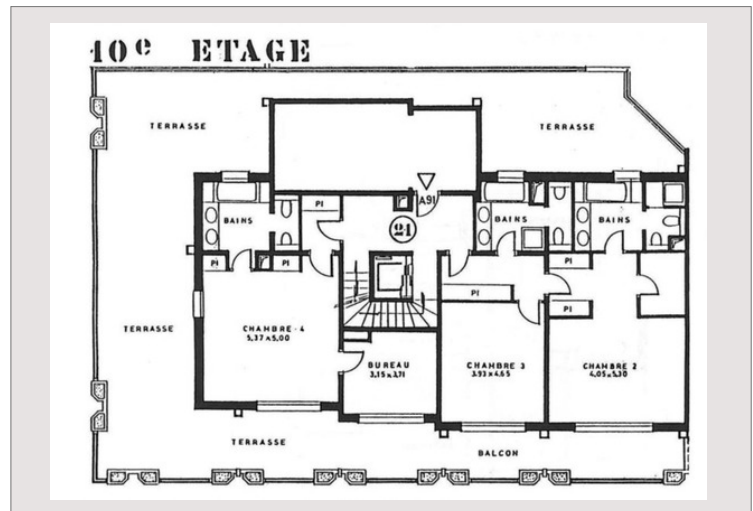 10e ETAGE
TERRASSE
TERRASSE
A91
PI
BAINS
21
BAINS
BAINS
PI
PI
PI
PI
PI
TERRASSE
CHAMBRE - 4
5,37 x 5,00
BUREAU
3,15 x 3,71
CHAMBRE 3
3.93 x 4.65
CHAMBRE 2
4,05 x 5,30
TERRASSE
BALCON